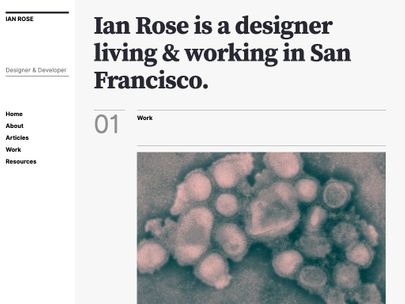 IAN ROSE
Designer & Developer
Home
About
Articles
Work
Resources
Ian Rose is a designer
living & working in San
Francisco.
01
Work